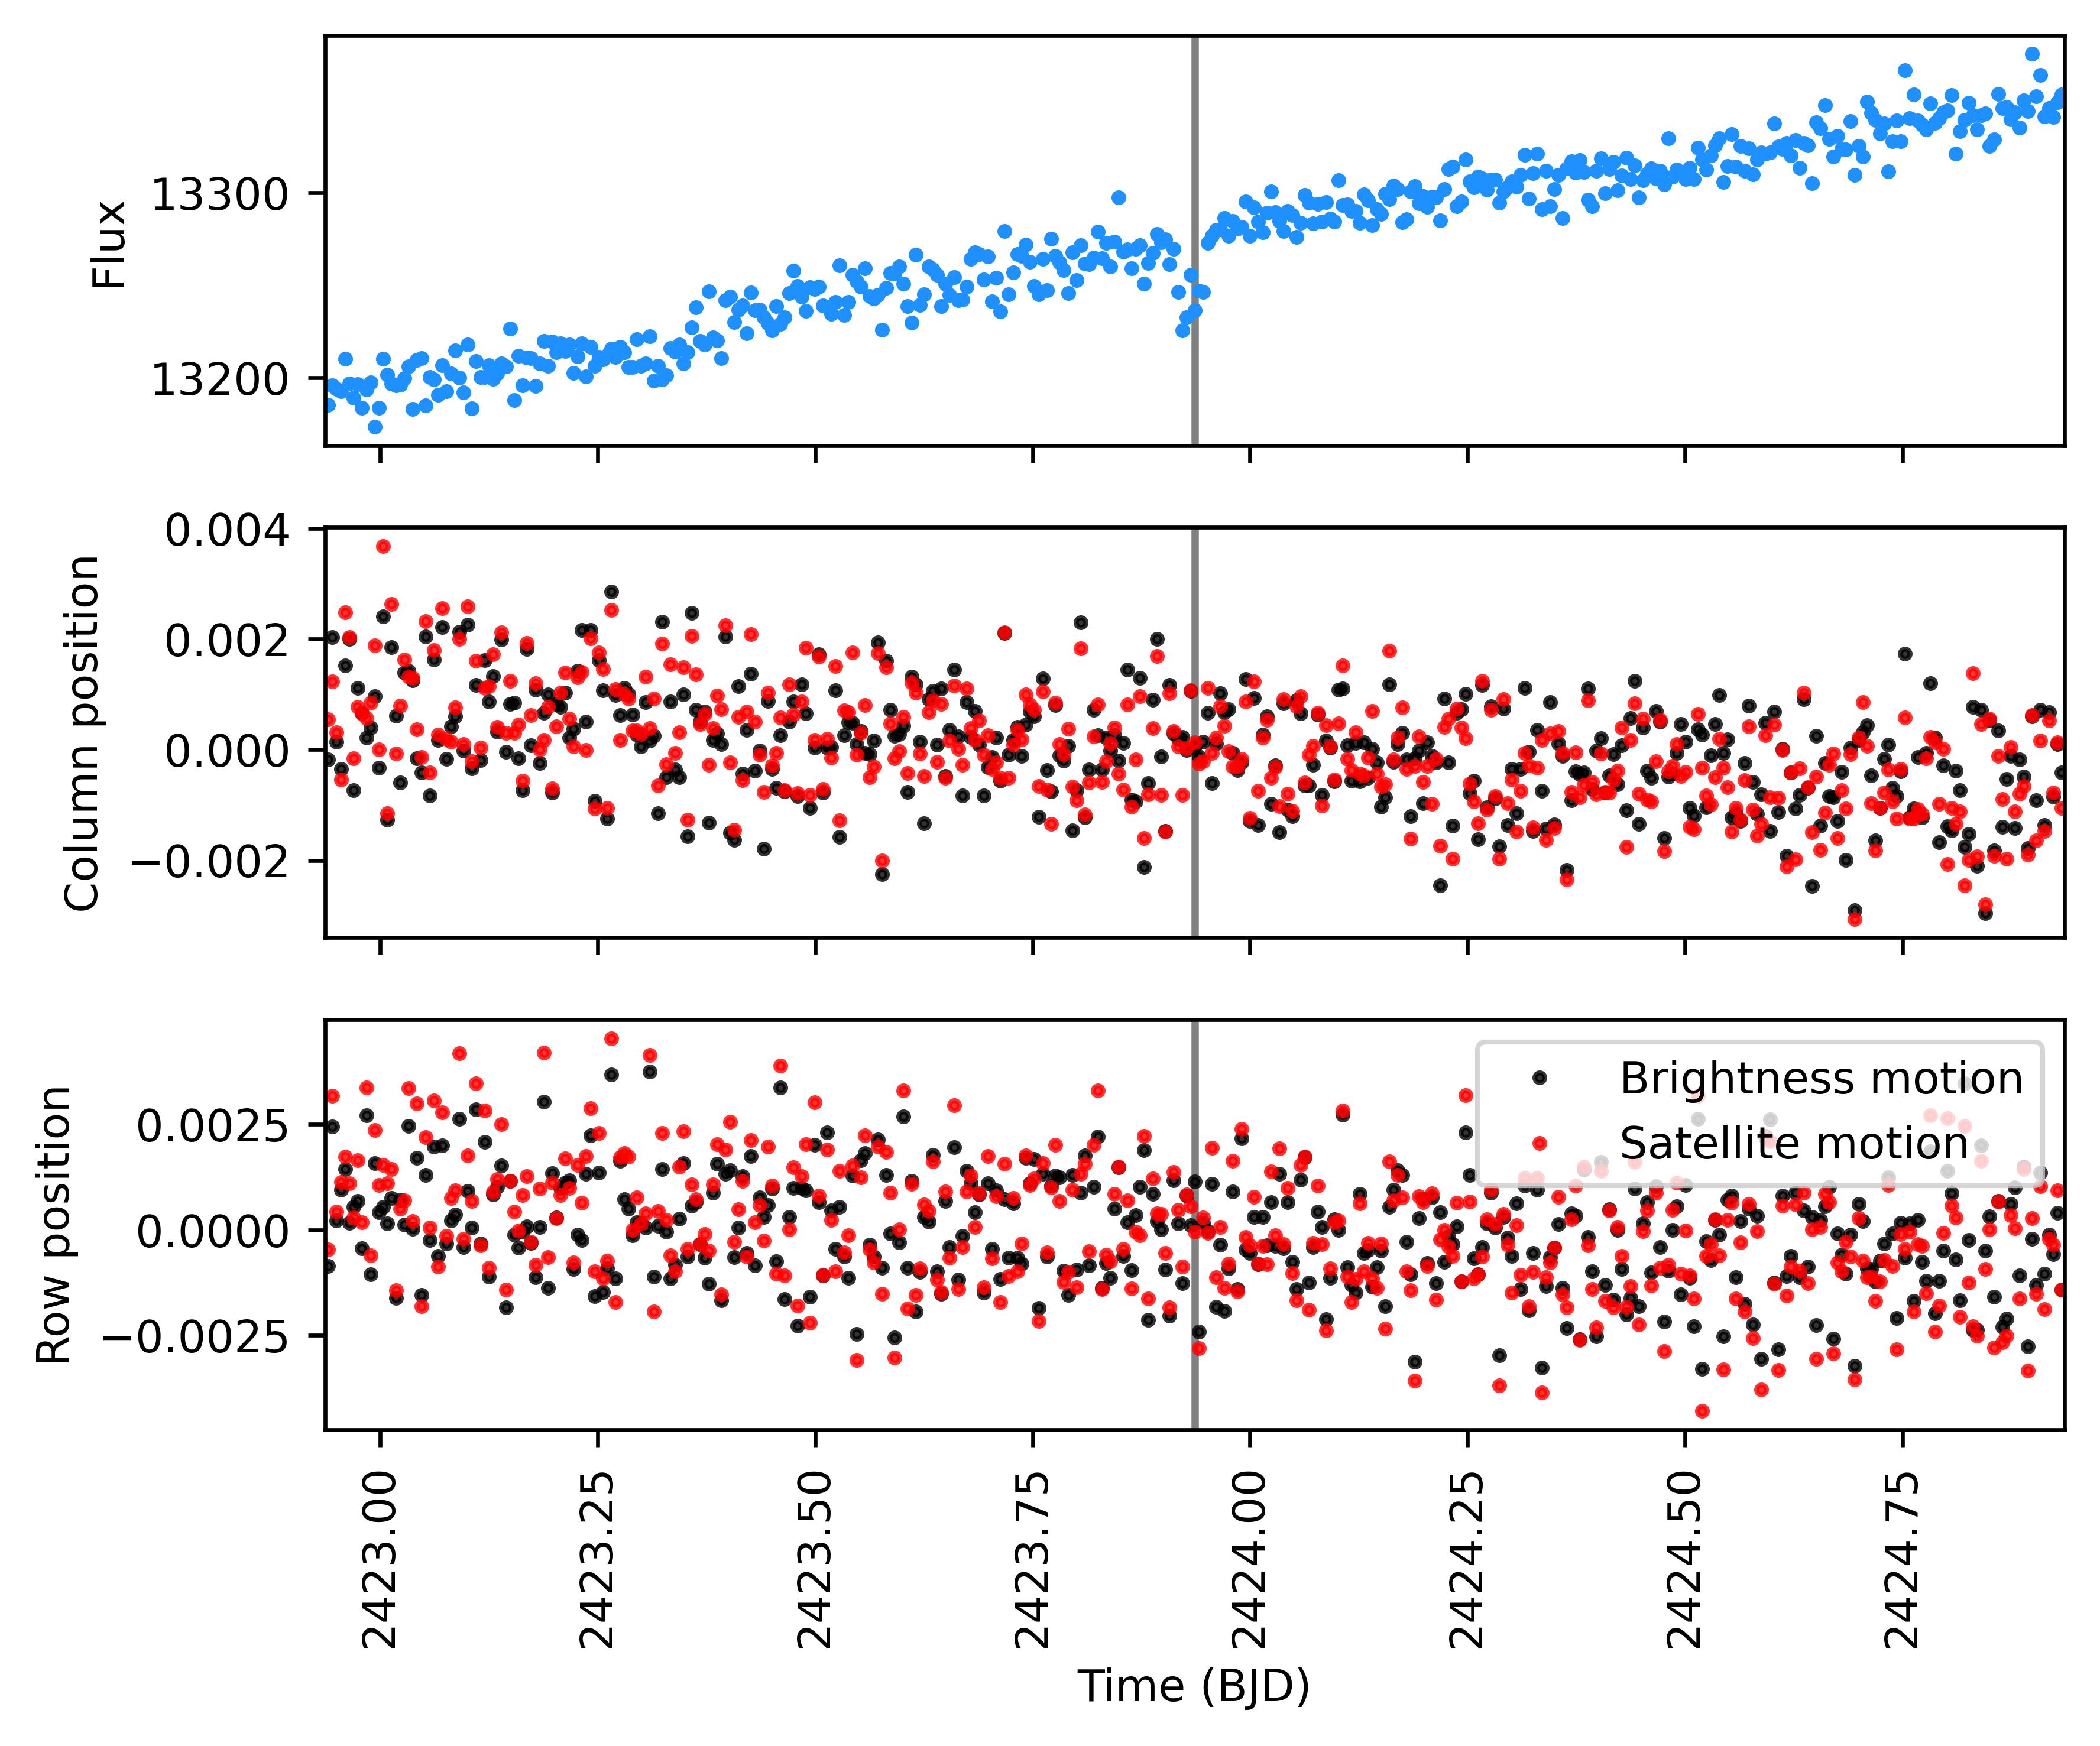 Flux
13300
13200
Column position
0.004
0.002
0.000
−0.002
Row position
0.0025
0.0000
−0.0025
Brightness motion
Satellite motion
2423.00
2423.25
2423.50
2423.75
2424.00
2424.25
2424.50
2424.75
Time (BJD)